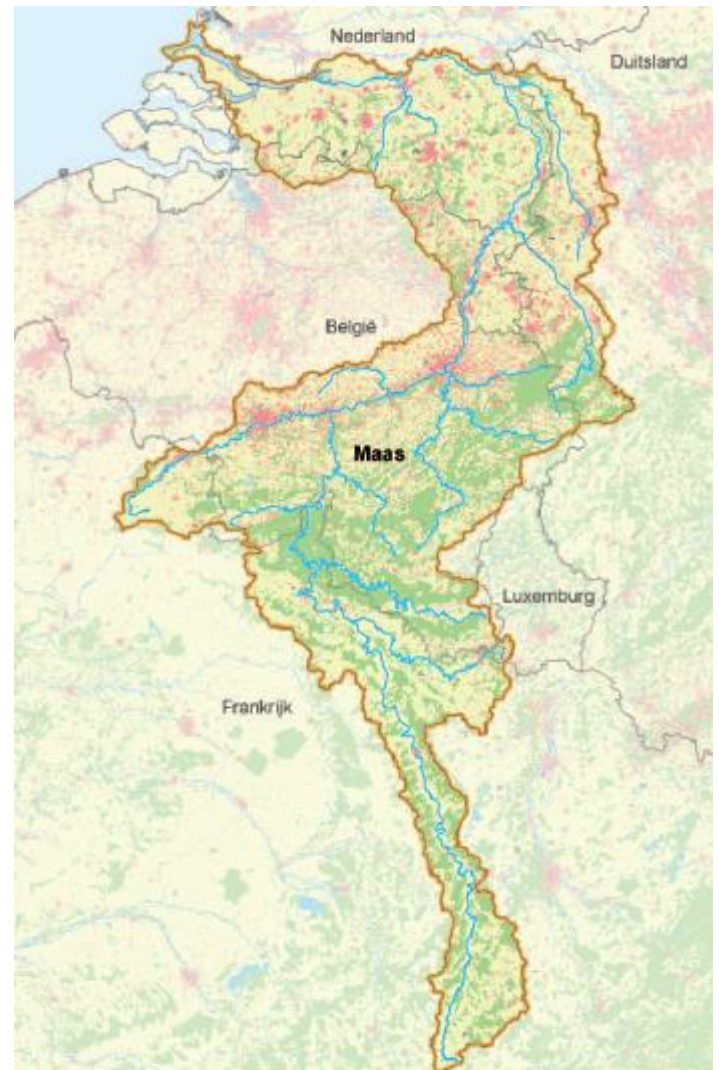 Nederland
Duitsland
België
Maas
Luxemburg
Frankrijk